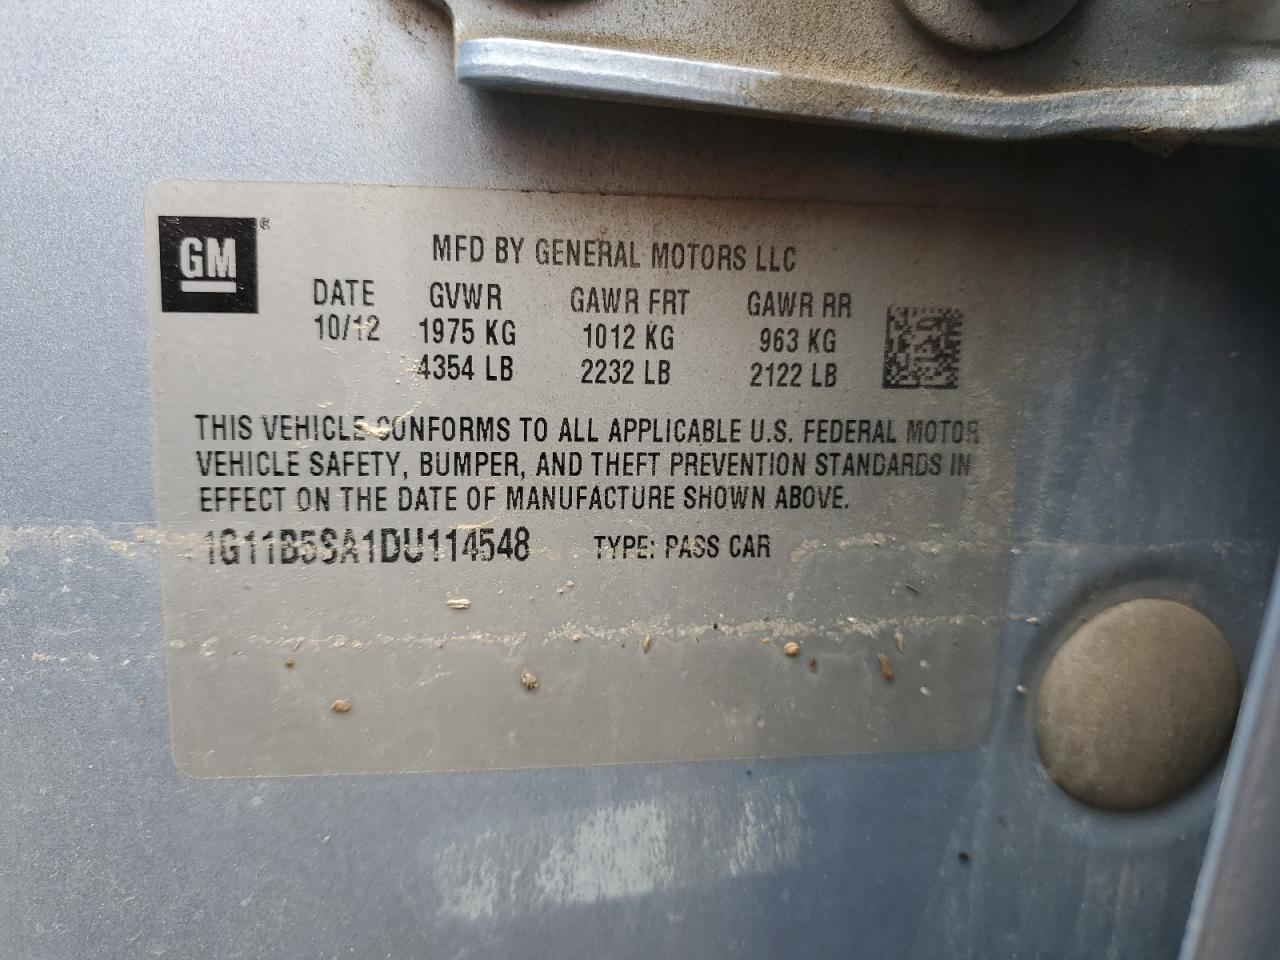 GM ®
MFD BY GENERAL MOTORS LLC
DATE GVWR GAWR FRT GAWR RR
10/12 1975 KG 1012 KG 963 KG
4354 LB 2232 LB 2122 LB
THIS VEHICLE CONFORMS TO ALL APPLICABLE U.S. FEDERAL MOTOR
VEHICLE SAFETY, BUMPER, AND THEFT PREVENTION STANDARDS IN
EFFECT ON THE DATE OF MANUFACTURE SHOWN ABOVE.
1G11B5SA1DU114548 TYPE: PASS CAR